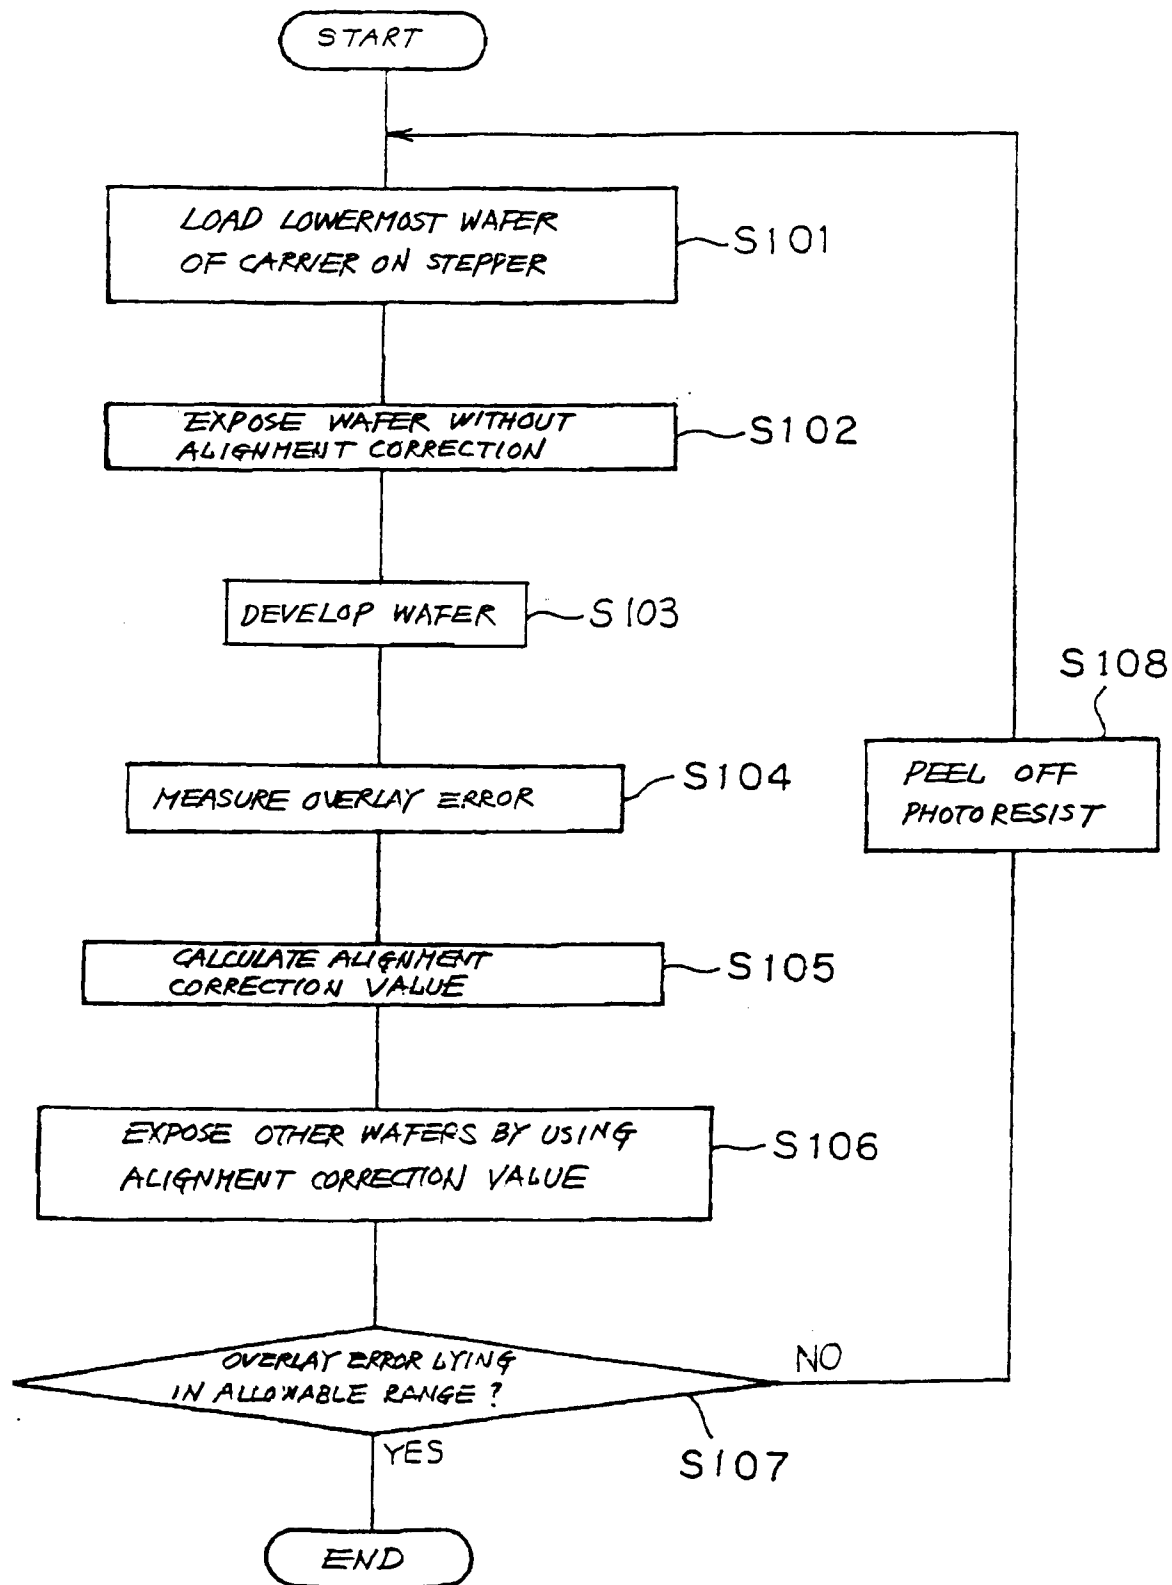 START
LOAD LOWERMOST WAFER
OF CARRIER ON STEPPER
S101
EXPOSE WAFER WITHOUT
ALIGNMENT CORRECTION
S102
DEVELOP WAFER
S103
MEASURE OVERLAY ERROR
S104
CALCULATE ALIGNMENT
CORRECTION VALUE
S105
EXPOSE OTHER WAFERS BY USING
ALIGNMENT CORRECTION VALUE
S106
OVERLAY ERROR LYING
IN ALLOWABLE RANGE?
S107
NO
S108
PEEL OFF
PHOTORESIST
YES
END